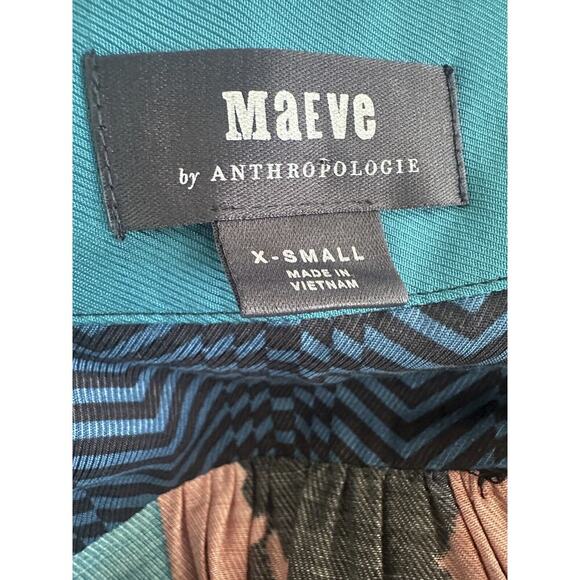 MaEVe
by ANTHROPOLOGIE
X-SMALL
MADE IN
VIETNAM